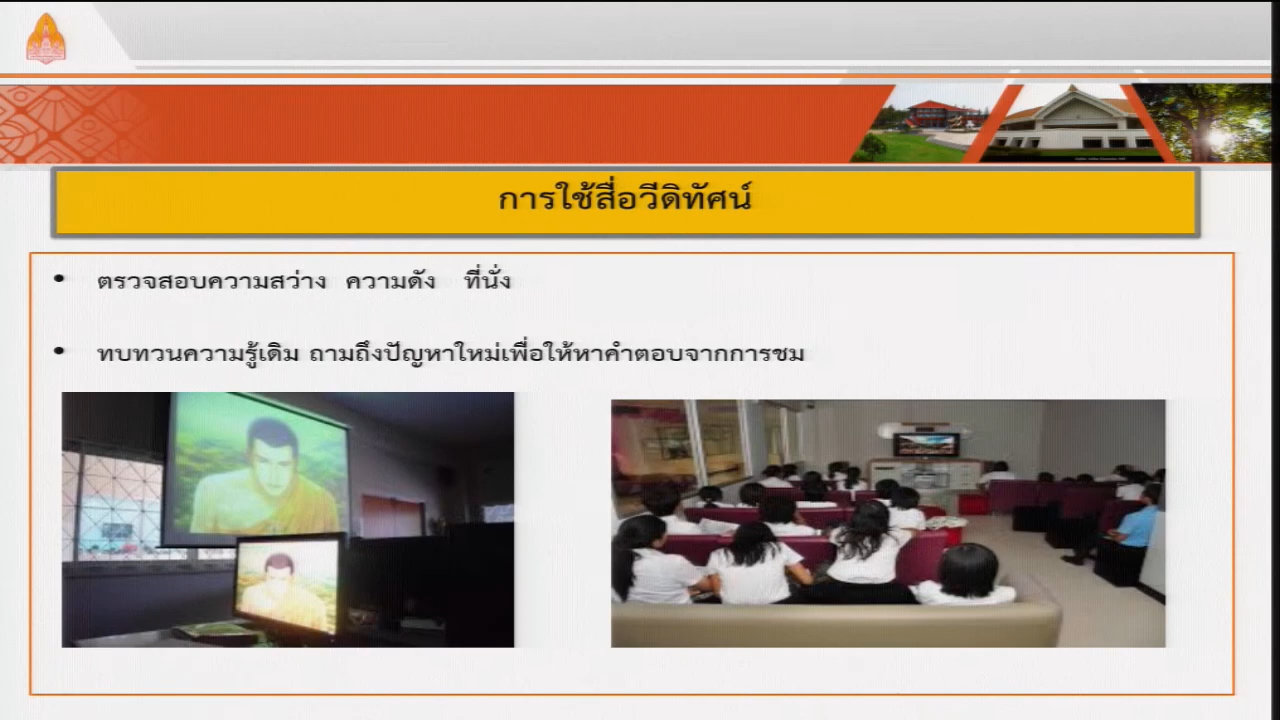 การใช้สื่อวีดิทัศน์
• ตรวจสอบความสว่าง ความดัง ที่นั่ง
• ทบทวนความรู้เดิม ถามถึงปัญหาใหม่เพื่อให้หาคำตอบจากการชม